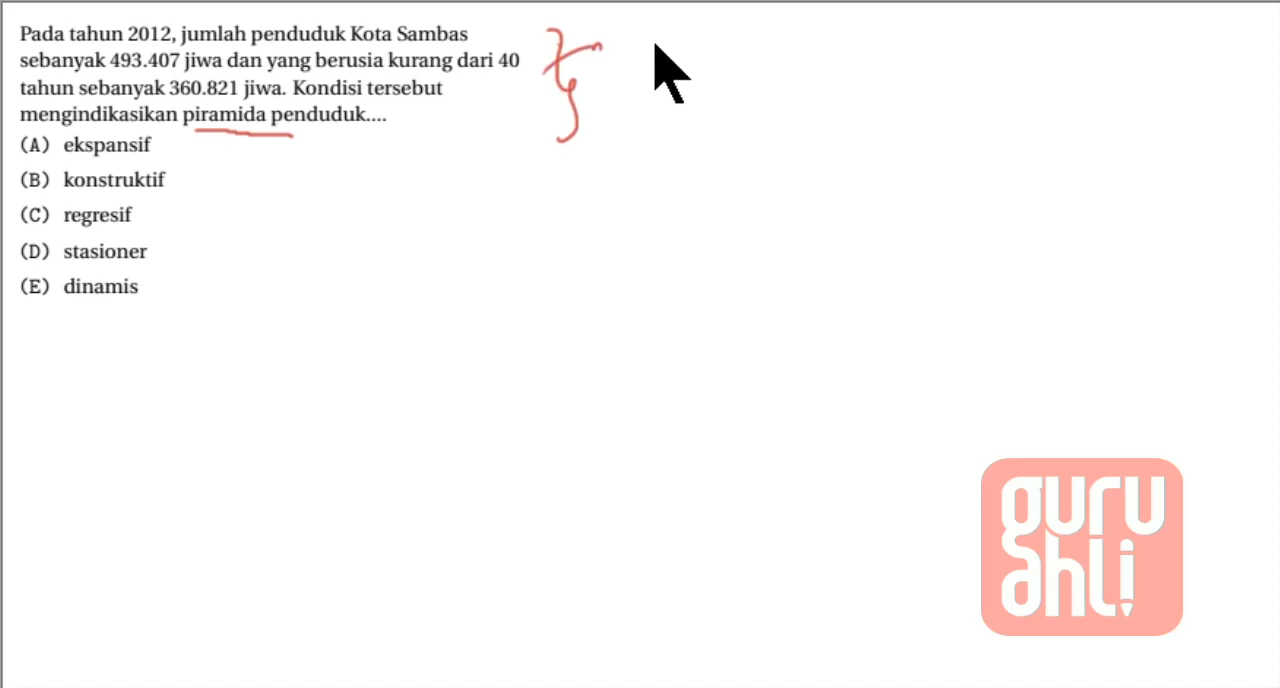 Pada tahun 2012, jumlah penduduk Kota Sambas
sebanyak 493.407 jiwa dan yang berusia kurang dari 40
tahun sebanyak 360.821 jiwa. Kondisi tersebut
mengindikasikan piramida penduduk....
(A) ekspansif
(B) konstruktif
(C) regresif
(D) stasioner
(E) dinamis
guru
ahli